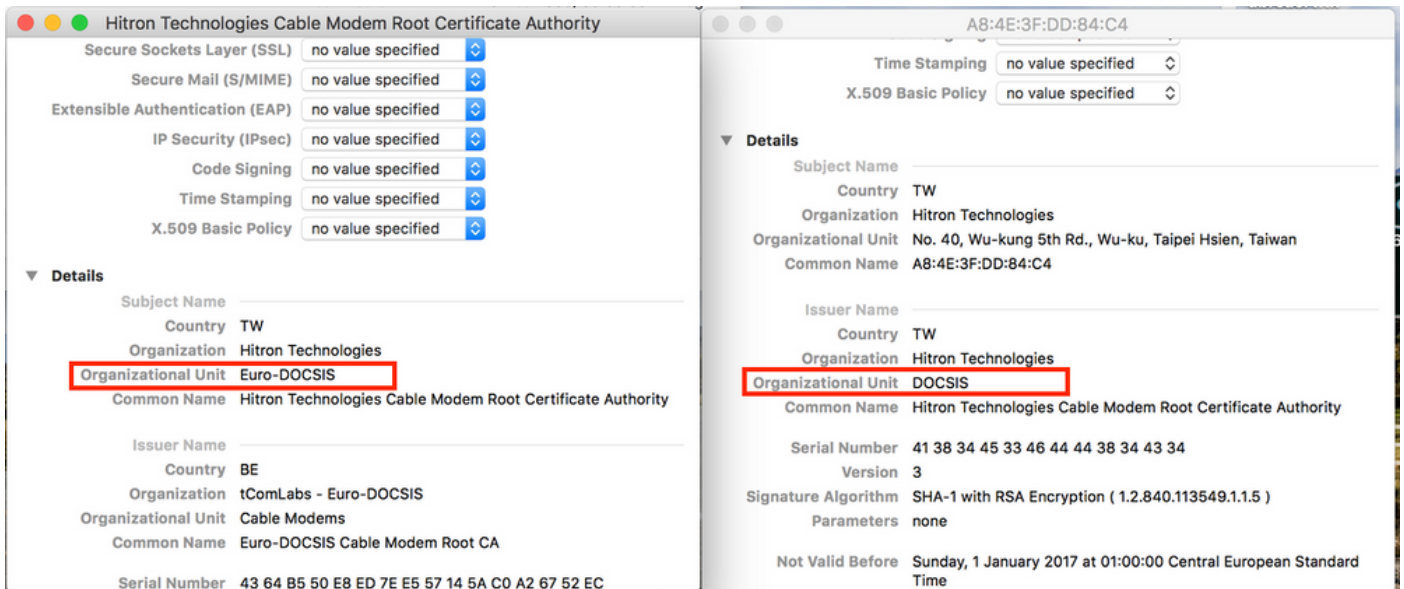 Hitron Technologies Cable Modem Root Certificate Authority
Secure Sockets Layer (SSL) no value specified
Secure Mail (S/MIME) no value specified
Extensible Authentication (EAP) no value specified
IP Security (IPsec) no value specified
Code Signing no value specified
Time Stamping no value specified
X.509 Basic Policy no value specified
Details
Subject Name
Country TW
Organization Hitron Technologies
Organizational Unit Euro-DOCSIS
Common Name Hitron Technologies Cable Modem Root Certificate Authority
Issuer Name
Country BE
Organization tComLabs - Euro-DOCSIS
Organizational Unit Cable Modems
Common Name Euro-DOCSIS Cable Modem Root CA
Serial Number 43 64 B5 50 E8 ED 7E E5 57 14 5A C0 A2 67 52 EC
A8:4E:3F:DD:84:C4
Time Stamping no value specified
X.509 Basic Policy no value specified
Details
Subject Name
Country TW
Organization Hitron Technologies
Organizational Unit No. 40, Wu-kung 5th Rd., Wu-ku, Taipei Hsien, Taiwan
Common Name A8:4E:3F:DD:84:C4
Issuer Name
Country TW
Organization Hitron Technologies
Organizational Unit DOCSIS
Common Name Hitron Technologies Cable Modem Root Certificate Authority
Serial Number 41 38 34 45 33 46 44 44 38 34 43 34
Version 3
Signature Algorithm SHA-1 with RSA Encryption ( 1.2.840.113549.1.1.5 )
Parameters none
Not Valid Before Sunday, 1 January 2017 at 01:00:00 Central European Standard
Time